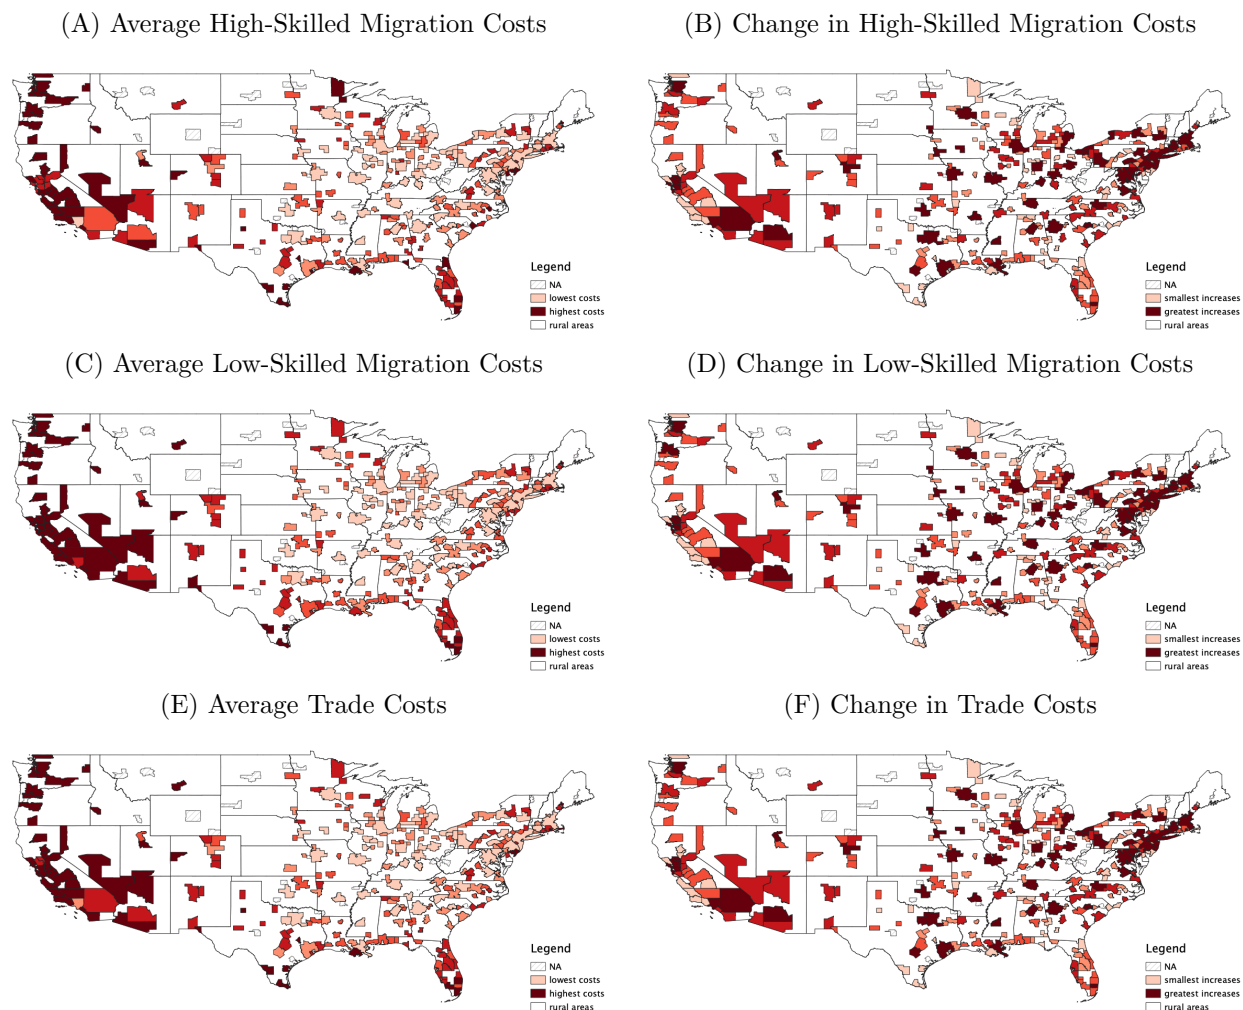 (A) Average High-Skilled Migration Costs
(B) Change in High-Skilled Migration Costs
Legend
NA
lowest costs
highest costs
rural areas
Legend
NA
smallest increases
greatest increases
rural areas
(C) Average Low-Skilled Migration Costs
(D) Change in Low-Skilled Migration Costs
Legend
NA
lowest costs
highest costs
rural areas
Legend
NA
smallest increases
greatest increases
rural areas
(E) Average Trade Costs
(F) Change in Trade Costs
Legend
NA
lowest costs
highest costs
rural areas
Legend
NA
smallest increases
greatest increases
rural areas